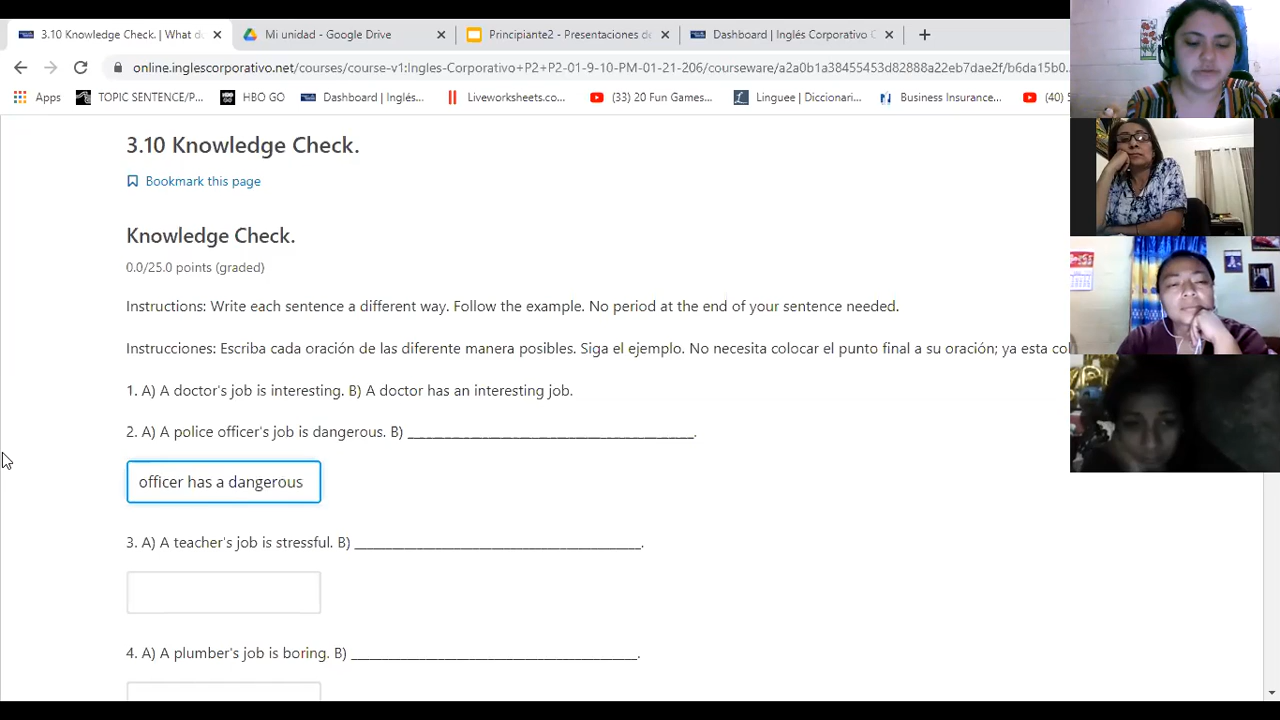 3.10 Knowledge Check. | What d
Mi unidad - Google Drive
Principiante2 - Presentaciones d
Dashboard | Inglés Corporativo C
online.inglescorporativo.net/courses/course-v1:Ingles-Corporativo+P2+P2-01-9-10-PM-01-21-206/courseware/a2a0b1a38455453f82888a22eb7dae2f/b6da15b0...
Apps
TOPIC SENTENCE/P...
HBO GO
Dashboard | Inglés...
Liveworksheets.co...
(33) 20 Fun Games...
Linguee | Diccionari...
Business Insurance...
3.10 Knowledge Check.
Bookmark this page
Knowledge Check.
0.0/25.0 points (graded)
Instructions: Write each sentence a different way. Follow the example. No period at the end of your sentence needed.
Instrucciones: Escriba cada oración de las diferente manera posibles. Siga el ejemplo. No necesita colocar el punto final a su oración; ya esta co
1. A) A doctor's job is interesting. B) A doctor has an interesting job.
2. A) A police officer's job is dangerous. B) ________________________________________.
officer has a dangerous
3. A) A teacher's job is stressful. B) ________________________________________.
4. A) A plumber's job is boring. B) ________________________________________.